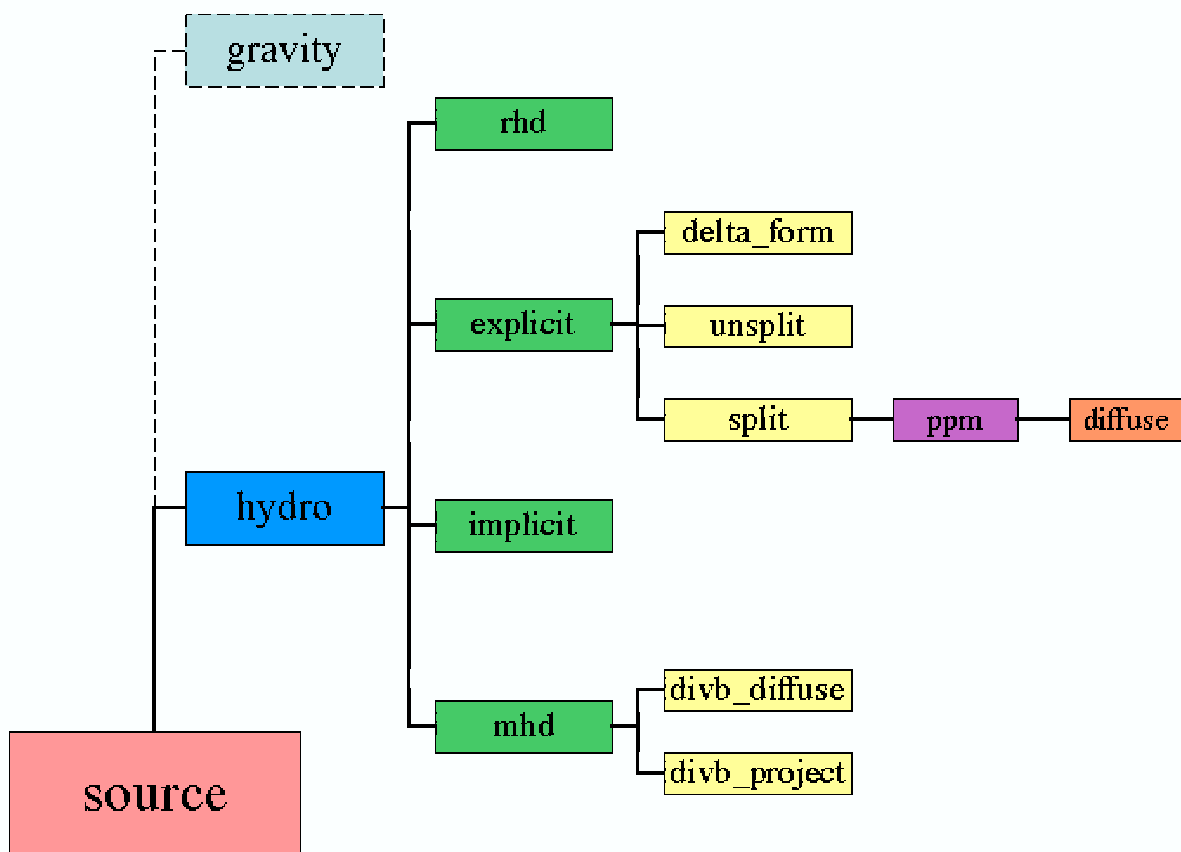 gravity
rhd
delta_form
explicit
unsplit
split
ppm
diffuse
hydro
implicit
divb_diffuse
mhd
divb_project
source